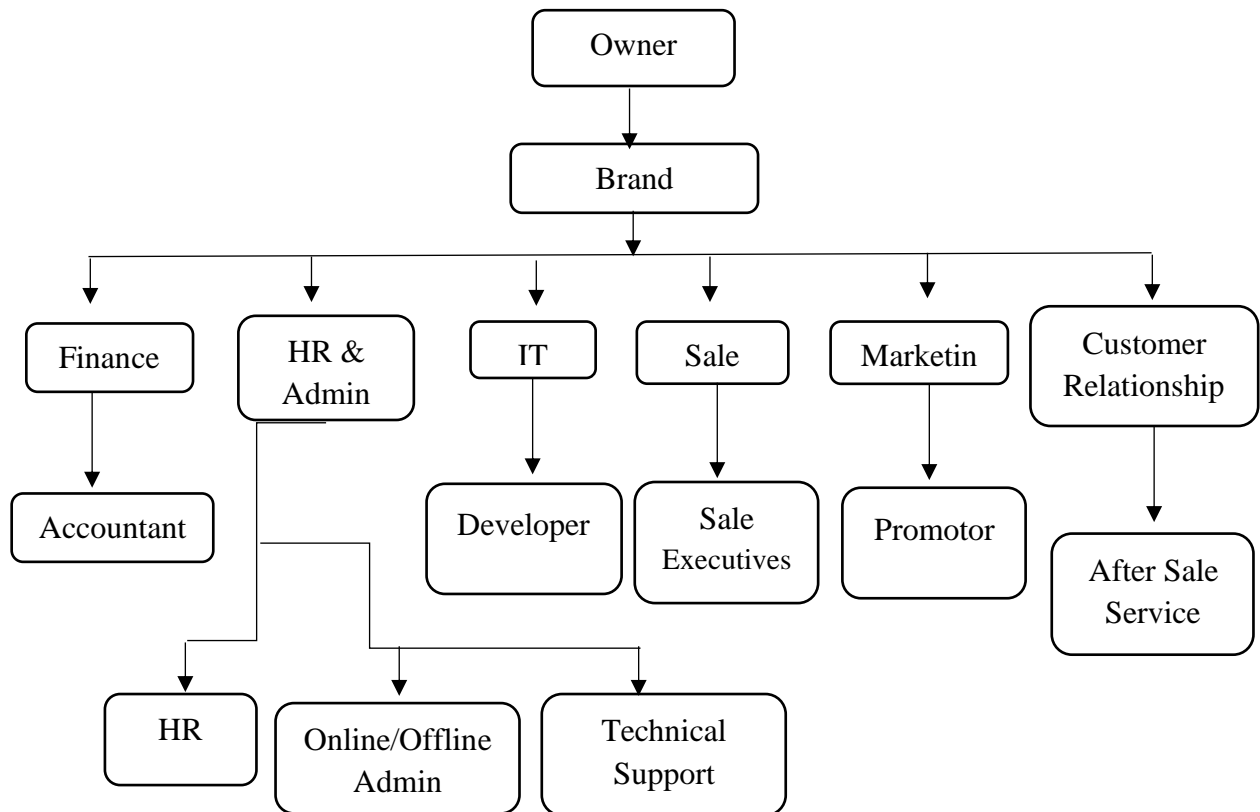 Owner
Brand
Finance
HR &
Admin
IT
Sale
Marketin
Customer
Relationship
Accountant
Developer
Sale
Executives
Promotor
After Sale
Service
HR
Online/Offline
Admin
Technical
Support